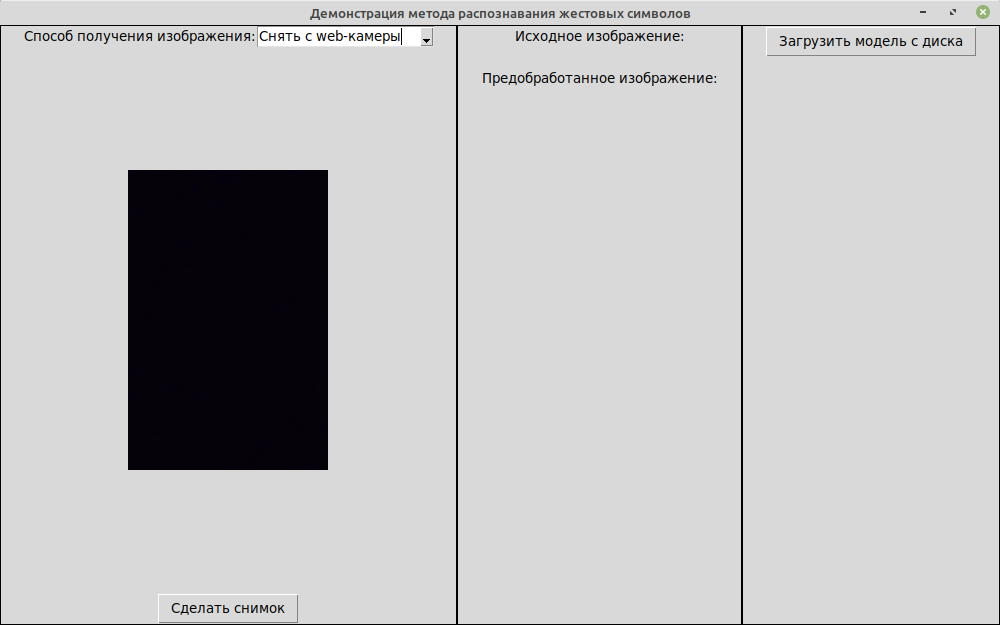 Демонстрация метода распознавания жестовых символов
Способ получения изображения: Снять с web-камеры
Исходное изображение:
Предобработанное изображение:
Загрузить модель с диска
Сделать снимок